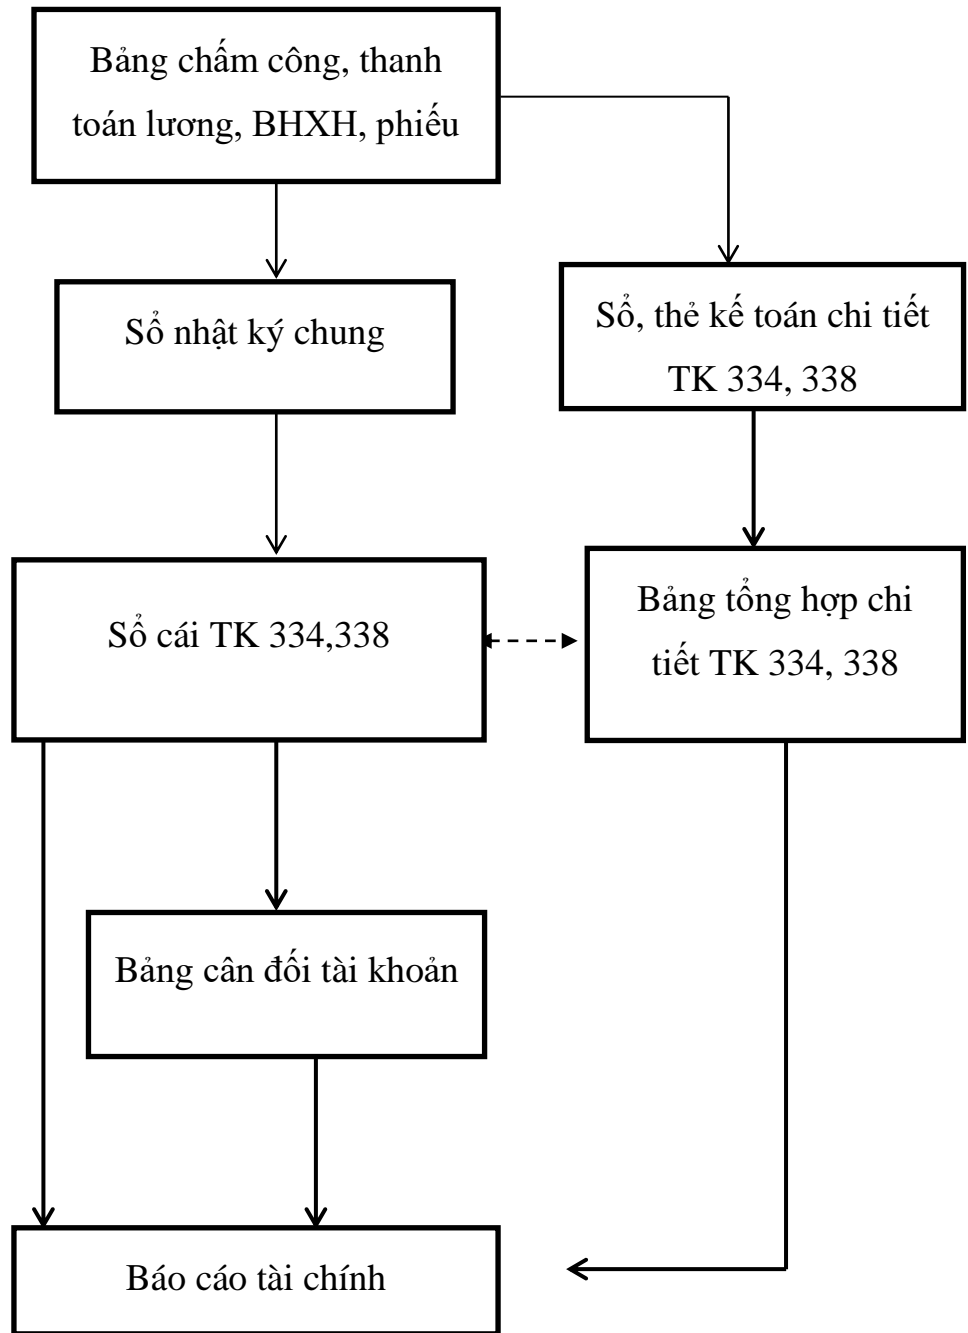 Bảng chấm công, thanh
toán lương, BHXH, phiếu
Sổ nhật ký chung
Sổ, thẻ kế toán chi tiết
TK 334, 338
Sổ cái TK 334,338
Bảng tổng hợp chi
tiết TK 334, 338
Bảng cân đối tài khoản
Báo cáo tài chính